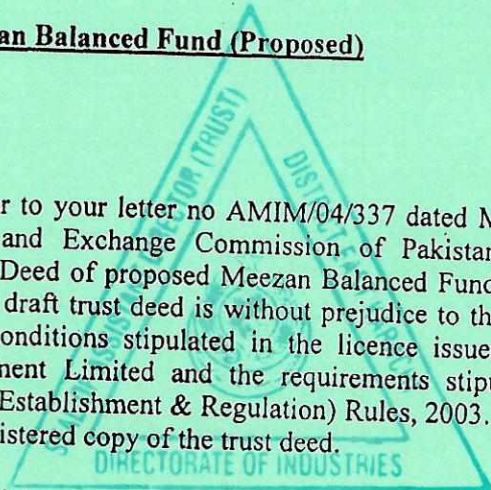 an Balanced Fund (Proposed)
r to your letter no AMIM/04/337 dated M
and Exchange Commission of Pakistan
Deed of proposed Meezan Balanced Fund
draft trust deed is without prejudice to th
onditions stipulated in the licence issue
ment Limited and the requirements stipu
Establishment & Regulation) Rules, 2003.
istered copy of the trust deed.
(TRUST)
DIRECTORATE OF INDUSTRIES